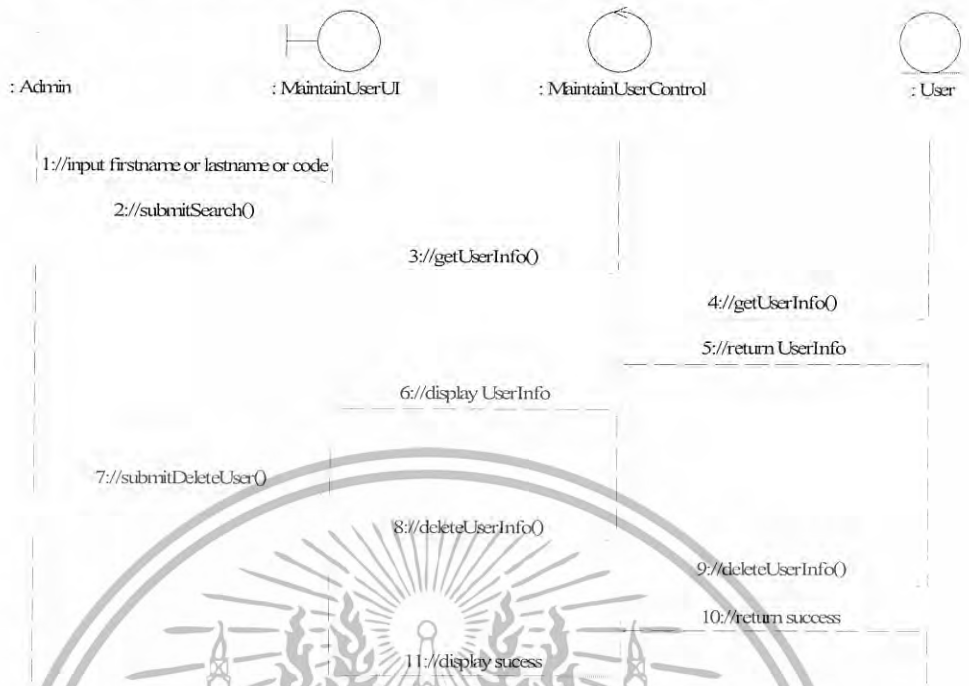 : Admin
: MaintainUserUI
: MaintainUserControl
: User
1://input firstname or lastname or code
2://submitSearch()
3://getUserInfo()
4://getUserInfo()
5://return UserInfo
6://display UserInfo
7://submitDeleteUser()
8://deleteUserInfo()
9://deleteUserInfo()
10://return success
11://display sucess